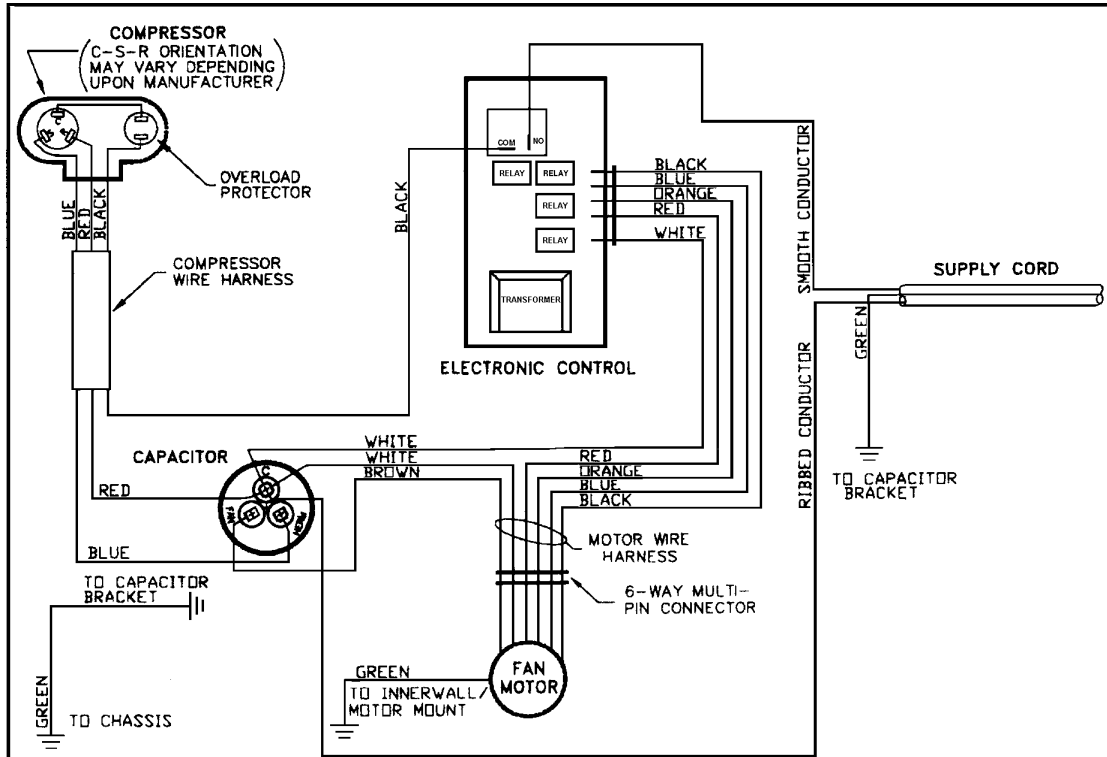 COMPRESSOR
(C-S-R ORIENTATION
MAY VARY DEPENDING
UPON MANUFACTURER)
C
OVERLOAD
PROTECTOR
BLUE
RED
BLACK
COMPRESSOR
WIRE HARNESS
BLACK
COM
NO
RELAY
RELAY
RELAY
RELAY
TRANSFORMER
ELECTRONIC CONTROL
BLACK
BLUE
ORANGE
RED
WHITE
SMOOTH CONDUCTOR
SUPPLY CORD
GREEN
RIBBED CONDUCTOR
TO CAPACITOR
BRACKET
CAPACITOR
C
FAN
WHITE
WHITE
BROWN
RED
BLUE
RED
ORANGE
BLUE
BLACK
MOTOR WIRE
HARNESS
6-WAY MULTI-
PIN CONNECTOR
TO CAPACITOR
BRACKET
GREEN
TO CHASSIS
FAN
MOTOR
GREEN
TO INNERWALL/
MOTOR MOUNT